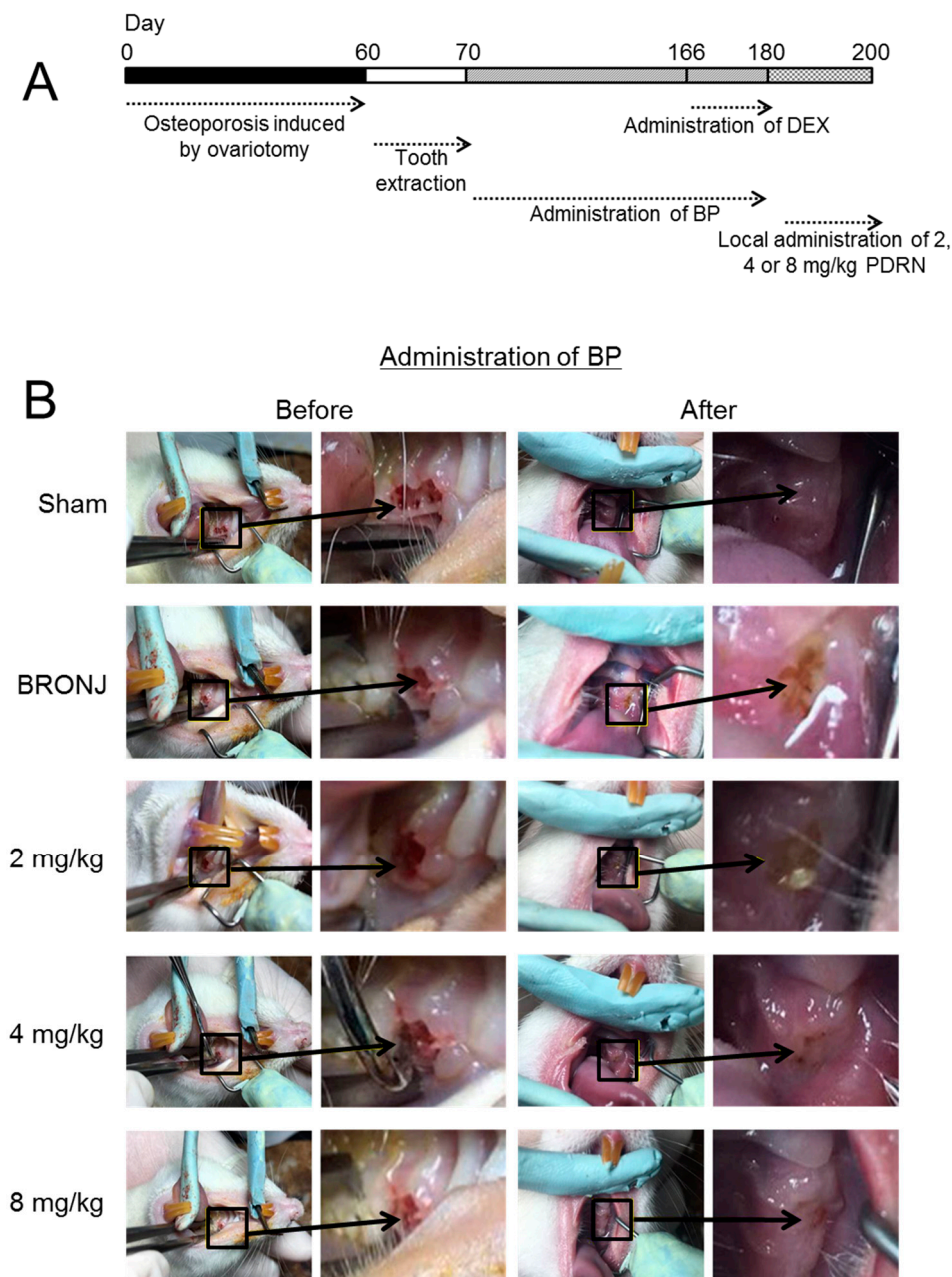 A
Day
0 60 70 166 180 200
Osteoporosis induced
by ovariotomy
Tooth
extraction
Administration of DEX
Administration of BP
Local administration of 2,
4 or 8 mg/kg PDRN
B
Administration of BP
Before After
Sham
BRONJ
2 mg/kg
4 mg/kg
8 mg/kg